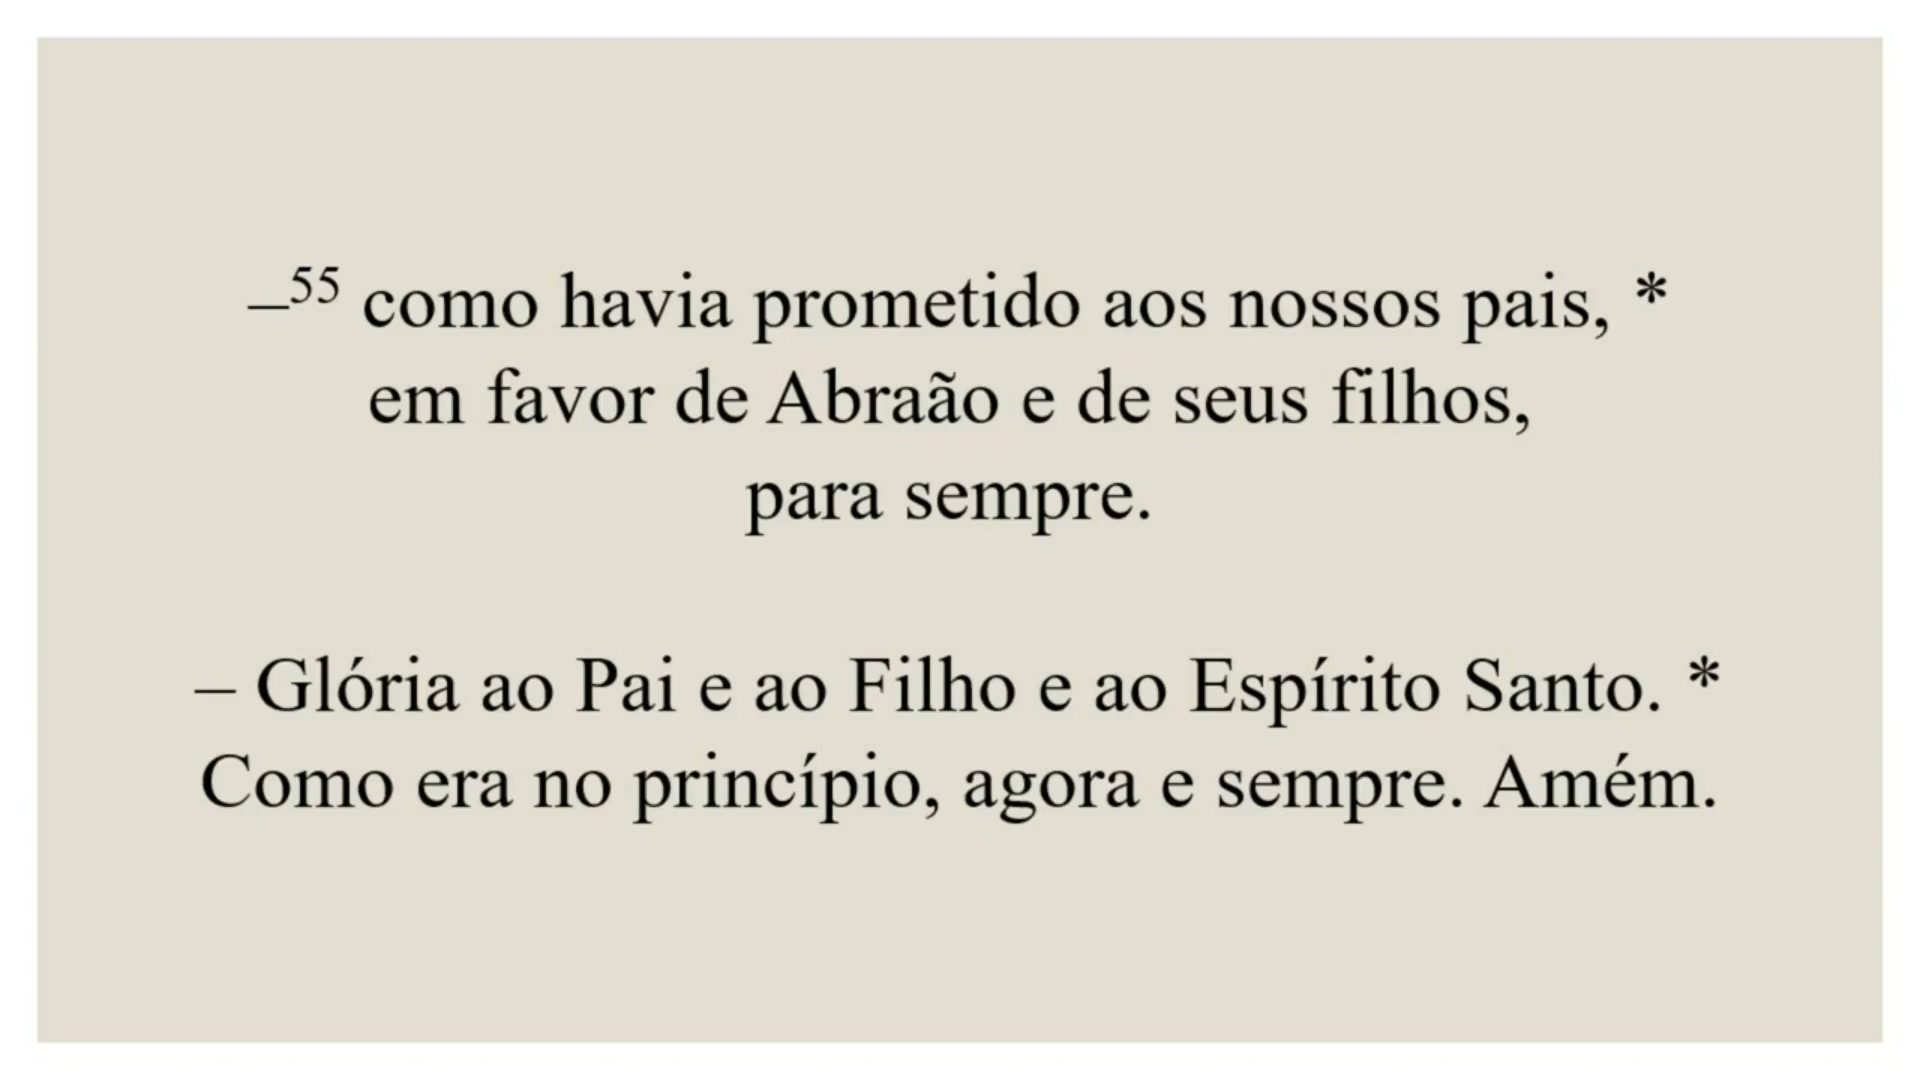 –55 como havia prometido aos nossos pais, *
em favor de Abraão e de seus filhos,
para sempre.
– Glória ao Pai e ao Filho e ao Espírito Santo. *
Como era no princípio, agora e sempre. Amém.